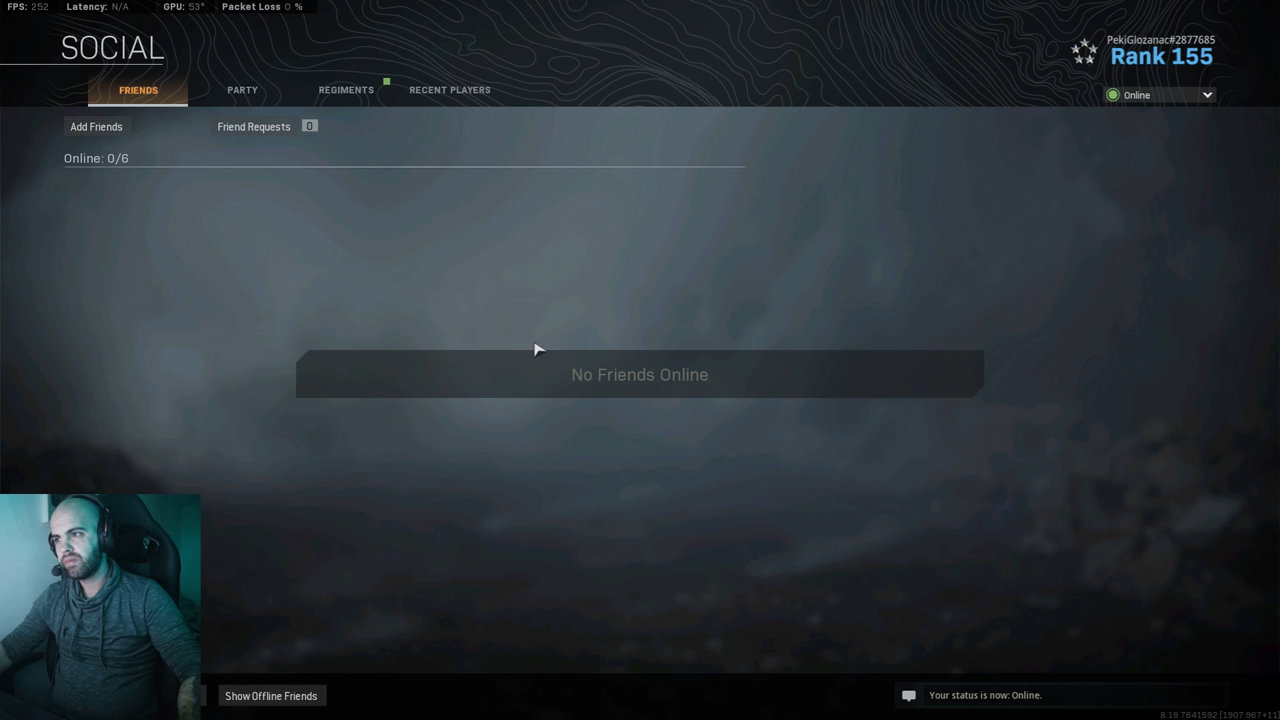 FPS: 252 Latency: N/A GPU: 53° Packet Loss 0 %
SOCIAL
PekiGlozanac#2877685
Rank 155
FRIENDS PARTY REGIMENTS RECENT PLAYERS
Online
Add Friends Friend Requests 0
Online: 0/6
No Friends Online
Show Offline Friends
Your status is now: Online.